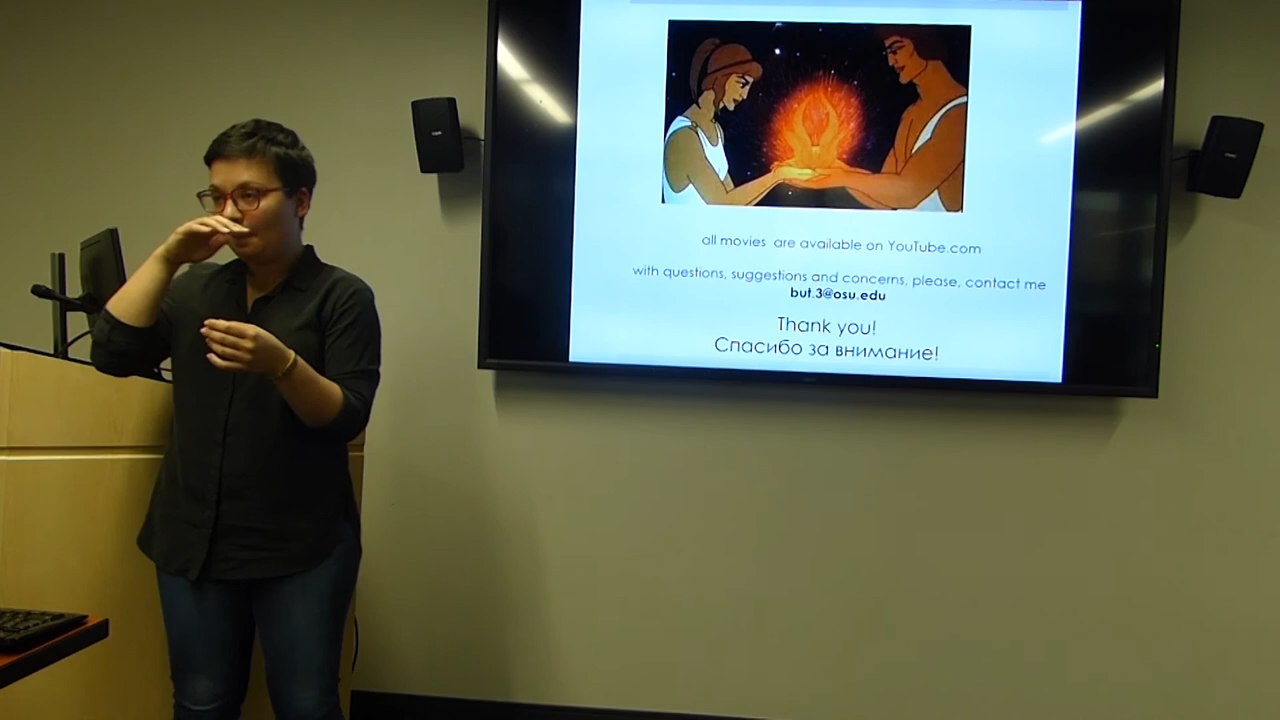 all movies are available on YouTube.com
with questions, suggestions and concerns, please, contact me
but.3@osu.edu
Thank you!
Спасибо за внимание!